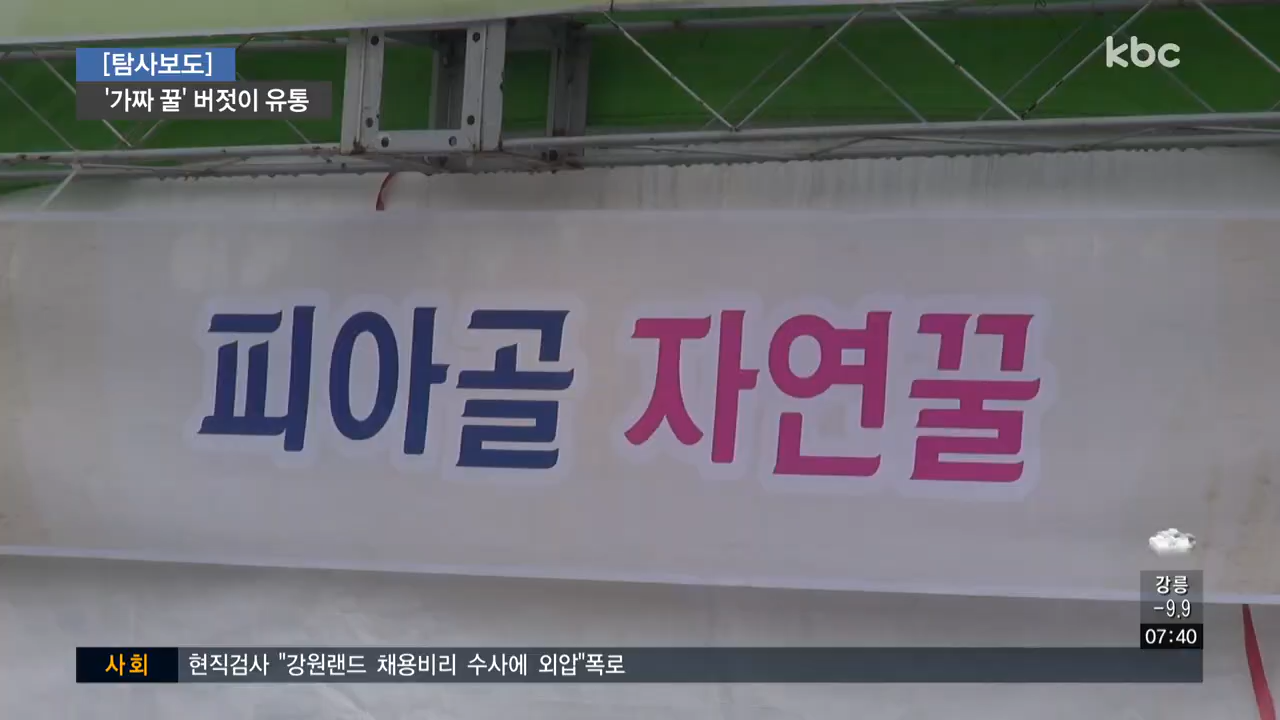 [탐사보도]
'가짜 꿀' 버젓이 유통
kbc
피아골 자연꿀
강릉
-9.9
07:40
사회 현직검사 "강원랜드 채용비리 수사에 외압"폭로